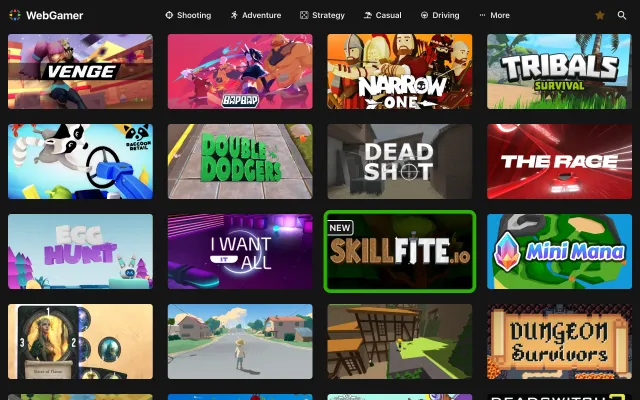 WebGamer
Shooting
Adventure
Strategy
Casual
Driving
More
VENGE
BAPBAP
NARROW
ONE
TRIBALS
SURVIVAL
RACCOON
RETAIL
DOUBLE
DODGERS
DEAD
SHOT
THE RACE
EGG
HUNT
I WANT
IT ALL
NEW
SKILLFITE.IO
Mini Mana
1
3
2
DUNGEON
Survivors